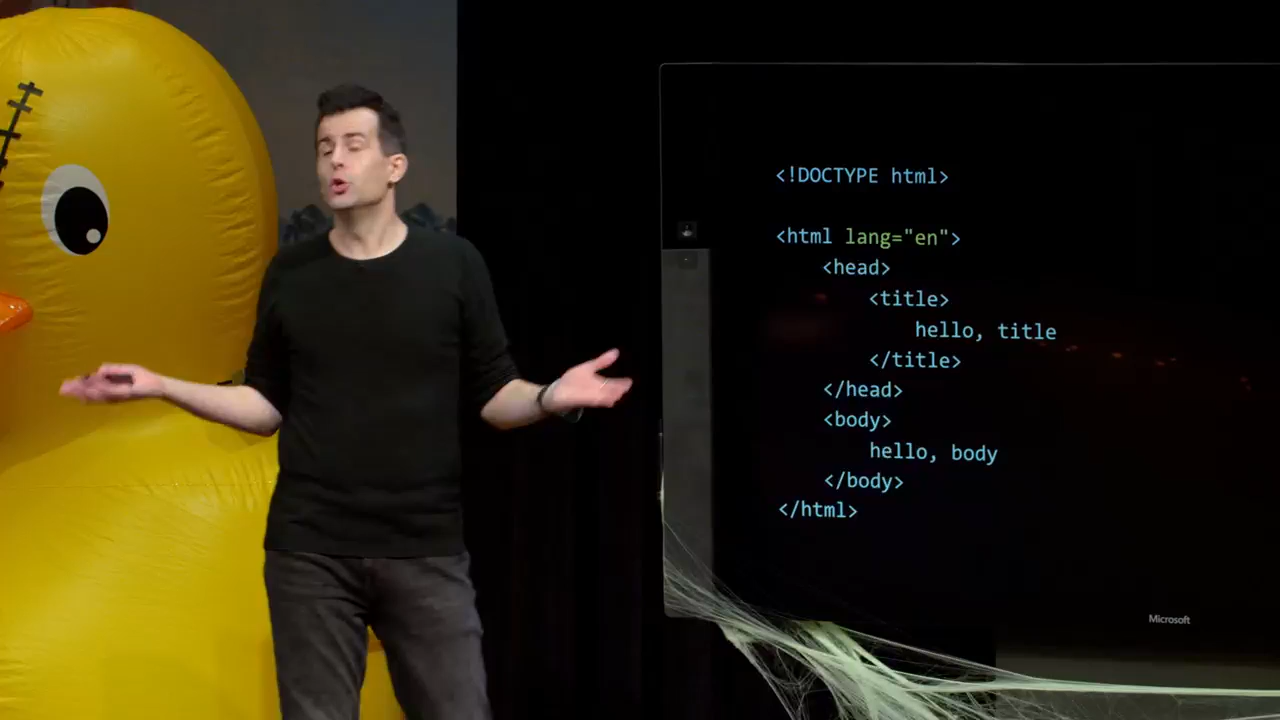 <!DOCTYPE html>
<html lang="en">
<head>
<title>
hello, title
</title>
</head>
<body>
hello, body
</body>
</html>
Microsoft